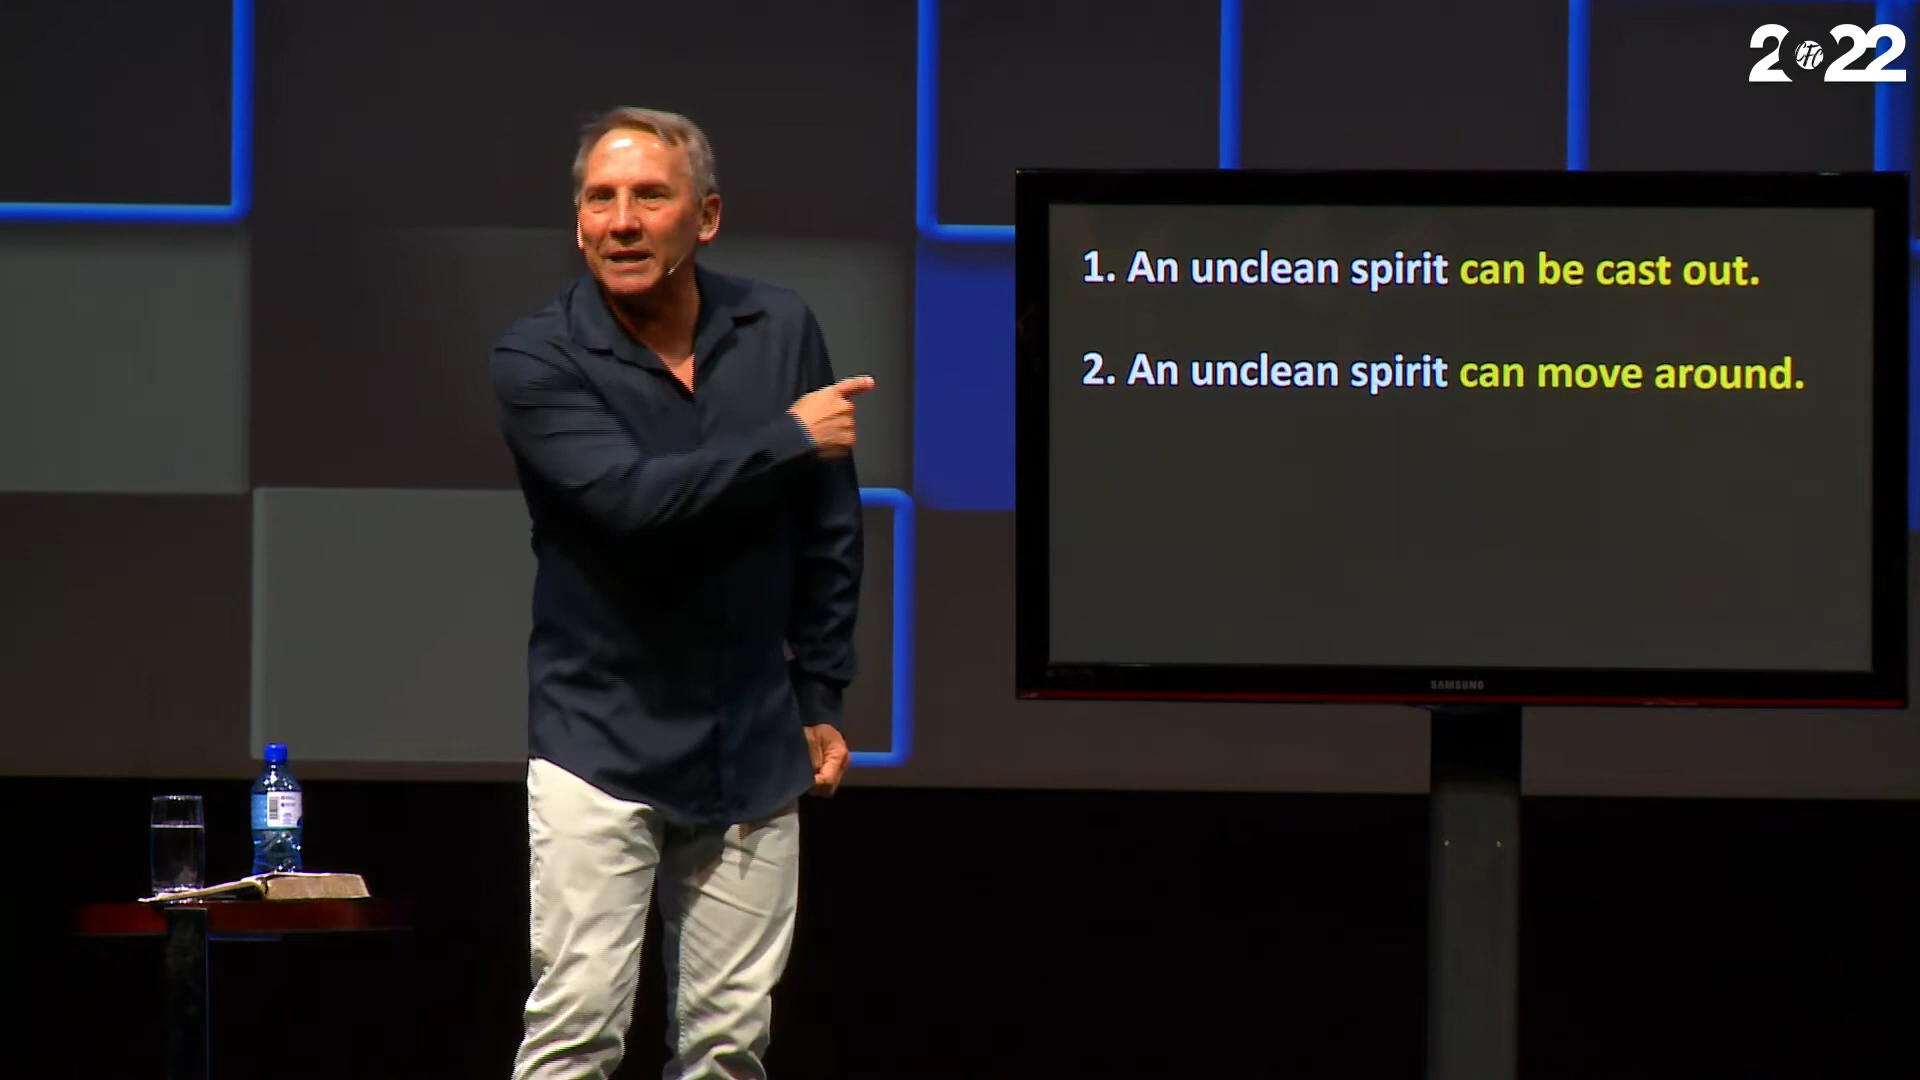 2022
1. An unclean spirit can be cast out.
2. An unclean spirit can move around.
SAMSUNG